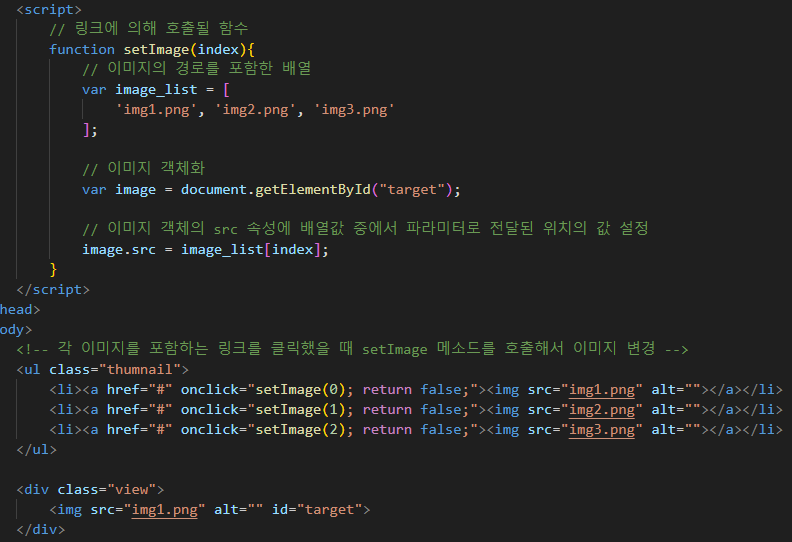 <script>
// 링크에 의해 호출될 함수
function setImage(index){
// 이미지의 경로를 포함한 배열
var image_list = [
'img1.png', 'img2.png', 'img3.png'
];
// 이미지 객체화
var image = document.getElementById("target");
// 이미지 객체의 src 속성에 배열값 중에서 파라미터로 전달된 위치의 값 설정
image.src = image_list[index];
}
</script>
head>
ody>
<!-- 각 이미지를 포함하는 링크를 클릭했을 때 setImage 메소드를 호출해서 이미지 변경 -->
<ul class="thumnail">
<li><a href="#" onclick="setImage(0); return false;"><img src="img1.png" alt=""></a></li>
<li><a href="#" onclick="setImage(1); return false;"><img src="img2.png" alt=""></a></li>
<li><a href="#" onclick="setImage(2); return false;"><img src="img3.png" alt=""></a></li>
</ul>
<div class="view">
<img src="img1.png" alt="" id="target">
</div>